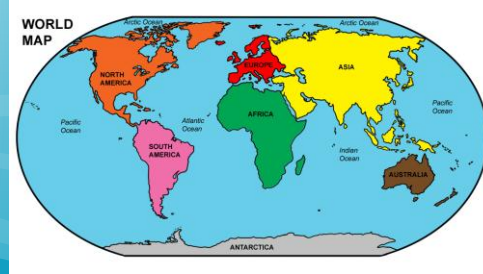 WORLD
MAP
Arctic Ocean
Arctic Ocean
NORTH
AMERICA
EUROPE
ASIA
Pacific
Ocean
Atlantic
Ocean
AFRICA
Pacific
Ocean
SOUTH
AMERICA
Indian
Ocean
AUSTRALIA
ANTARCTICA